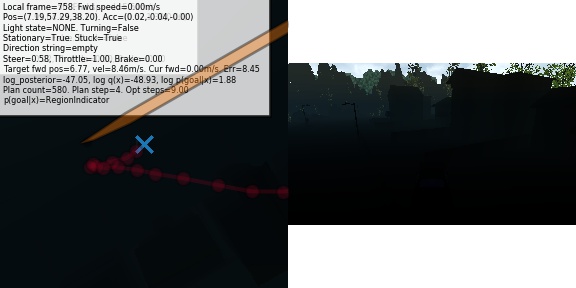 Local frame=758. Fwd speed=0.00m/s
Pos=(7.19,57.29,38.20). Acc=(0.02,-0.04,-0.00)
Light state=NONE. Turning=False
Stationary=True. Stuck=True
Direction string=empty
Steer=0.58, Throttle=1.00, Brake=0.00
Target fwd pos=6.77, vel=8.46m/s. Cur fwd=0.00m/s, Err=8.45
log_posterior=-47.05, log q(x)=-48.93, log p(goal|x)=1.88
Plan count=580. Plan step=4. Opt steps=9.00
p(goal|x)=RegionIndicator